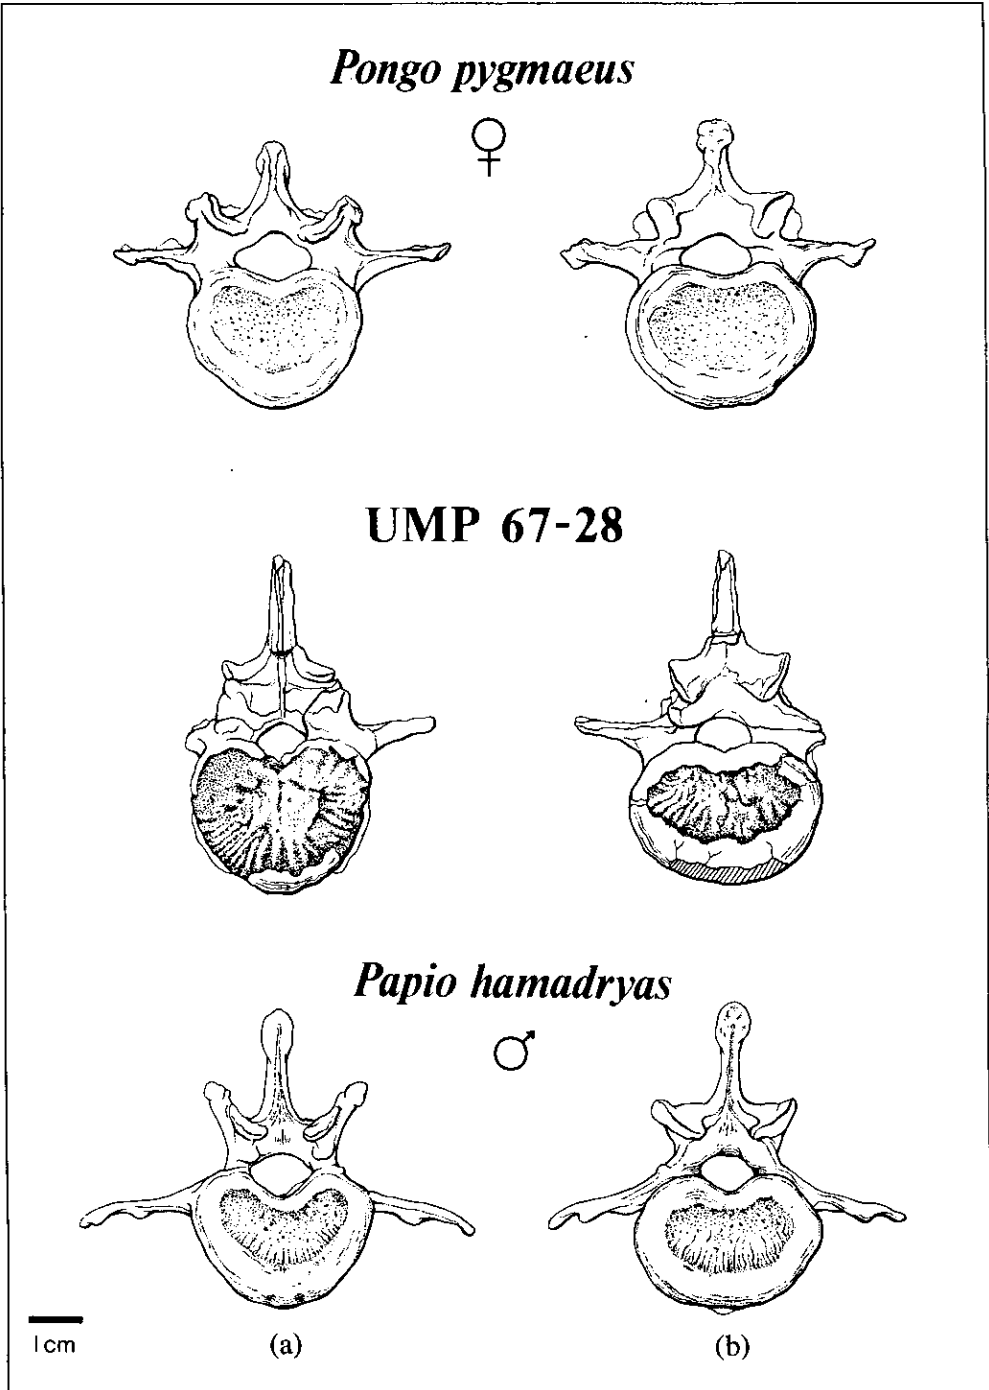 Pongo pygmaeus
♀
UMP 67-28
Papio hamadryas
♂
1cm
(a)
(b)